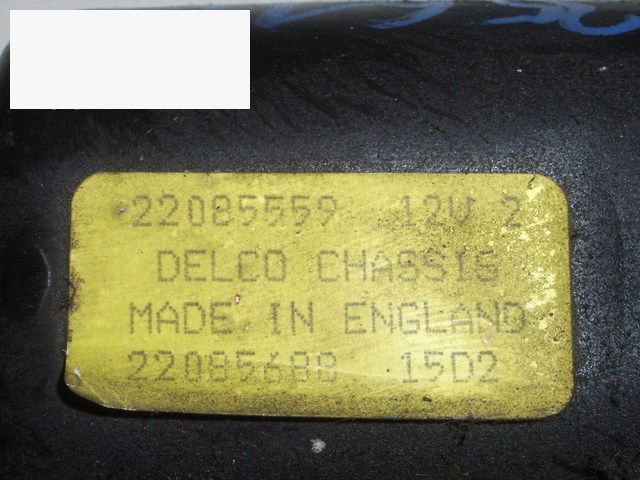 22085559 12V 2
DELCO CHASSIS
MADE IN ENGLAND
22085688 15D2